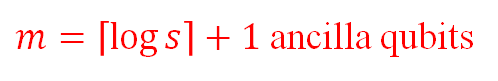 m = ⌈log s⌉ + 1 ancilla qubits